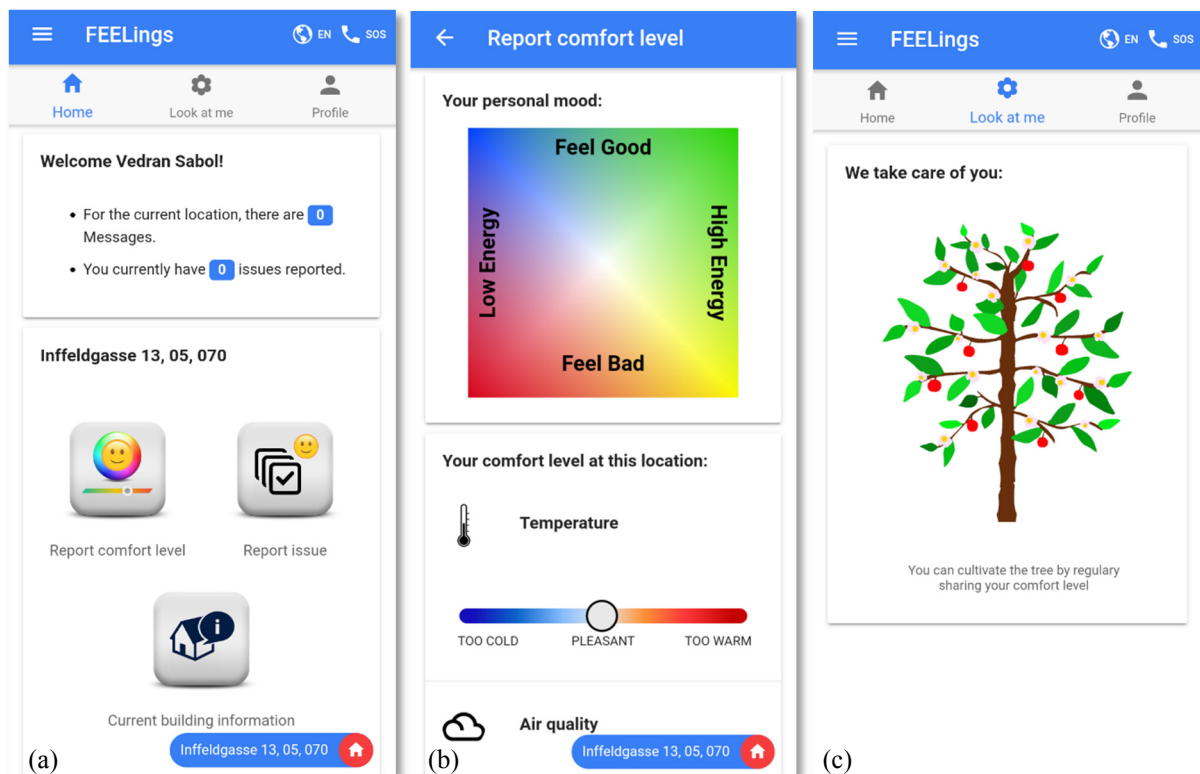 FEELings
EN
SOS
Home
Look at me
Profile
Welcome Vedran Sabol!
• For the current location, there are 0
Messages.
• You currently have 0 issues reported.
Inffeldgasse 13, 05, 070
Report comfort level
Report issue
i
Current building information
Inffeldgasse 13, 05, 070
(a)
Report comfort level
Your personal mood:
Feel Good
Low Energy
High Energy
Feel Bad
Your comfort level at this location:
Temperature
TOO COLD
PLEASANT
TOO WARM
Air quality
Inffeldgasse 13, 05, 070
(b)
FEELings
EN
SOS
Home
Look at me
Profile
We take care of you:
You can cultivate the tree by regulary
sharing your comfort level
(c)